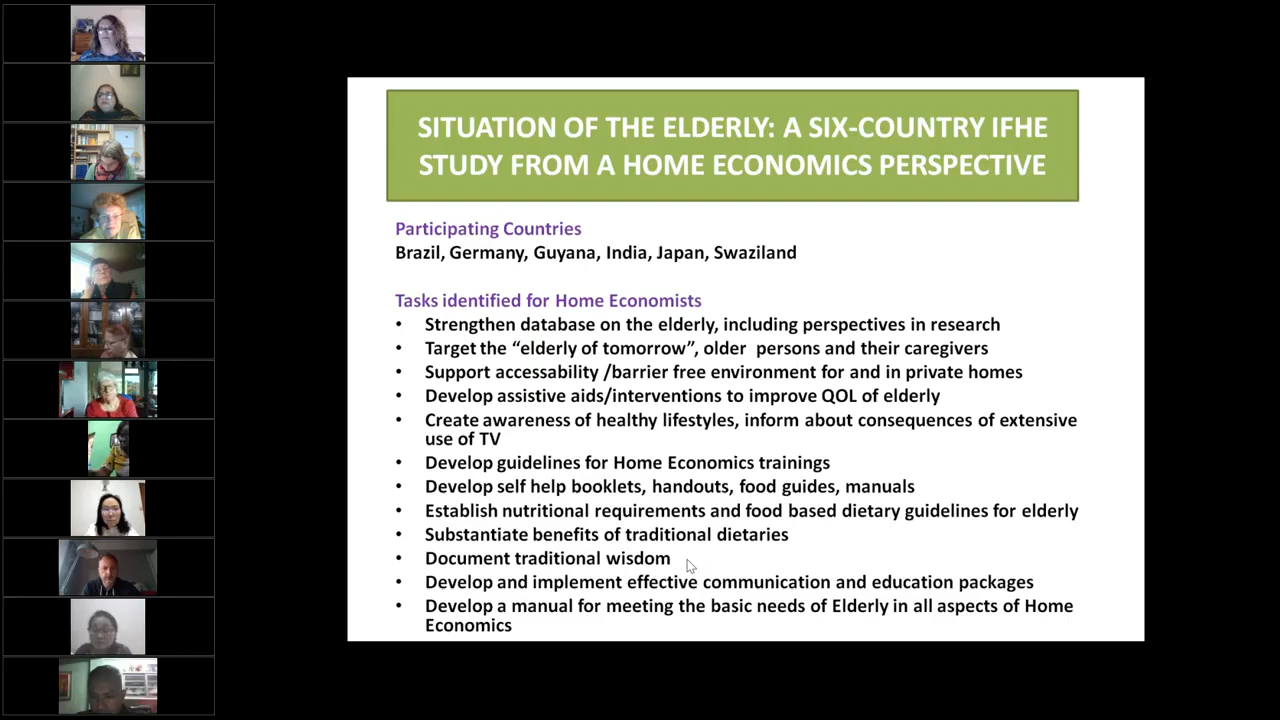 SITUATION OF THE ELDERLY: A SIX-COUNTRY IFHE
STUDY FROM A HOME ECONOMICS PERSPECTIVE
Participating Countries
Brazil, Germany, Guyana, India, Japan, Swaziland
Tasks identified for Home Economists
• Strengthen database on the elderly, including perspectives in research
• Target the “elderly of tomorrow”, older persons and their caregivers
• Support accessability /barrier free environment for and in private homes
• Develop assistive aids/interventions to improve QOL of elderly
• Create awareness of healthy lifestyles, inform about consequences of extensive
use of TV
• Develop guidelines for Home Economics trainings
• Develop self help booklets, handouts, food guides, manuals
• Establish nutritional requirements and food based dietary guidelines for elderly
• Substantiate benefits of traditional dietaries
• Document traditional wisdom
• Develop and implement effective communication and education packages
• Develop a manual for meeting the basic needs of Elderly in all aspects of Home
Economics